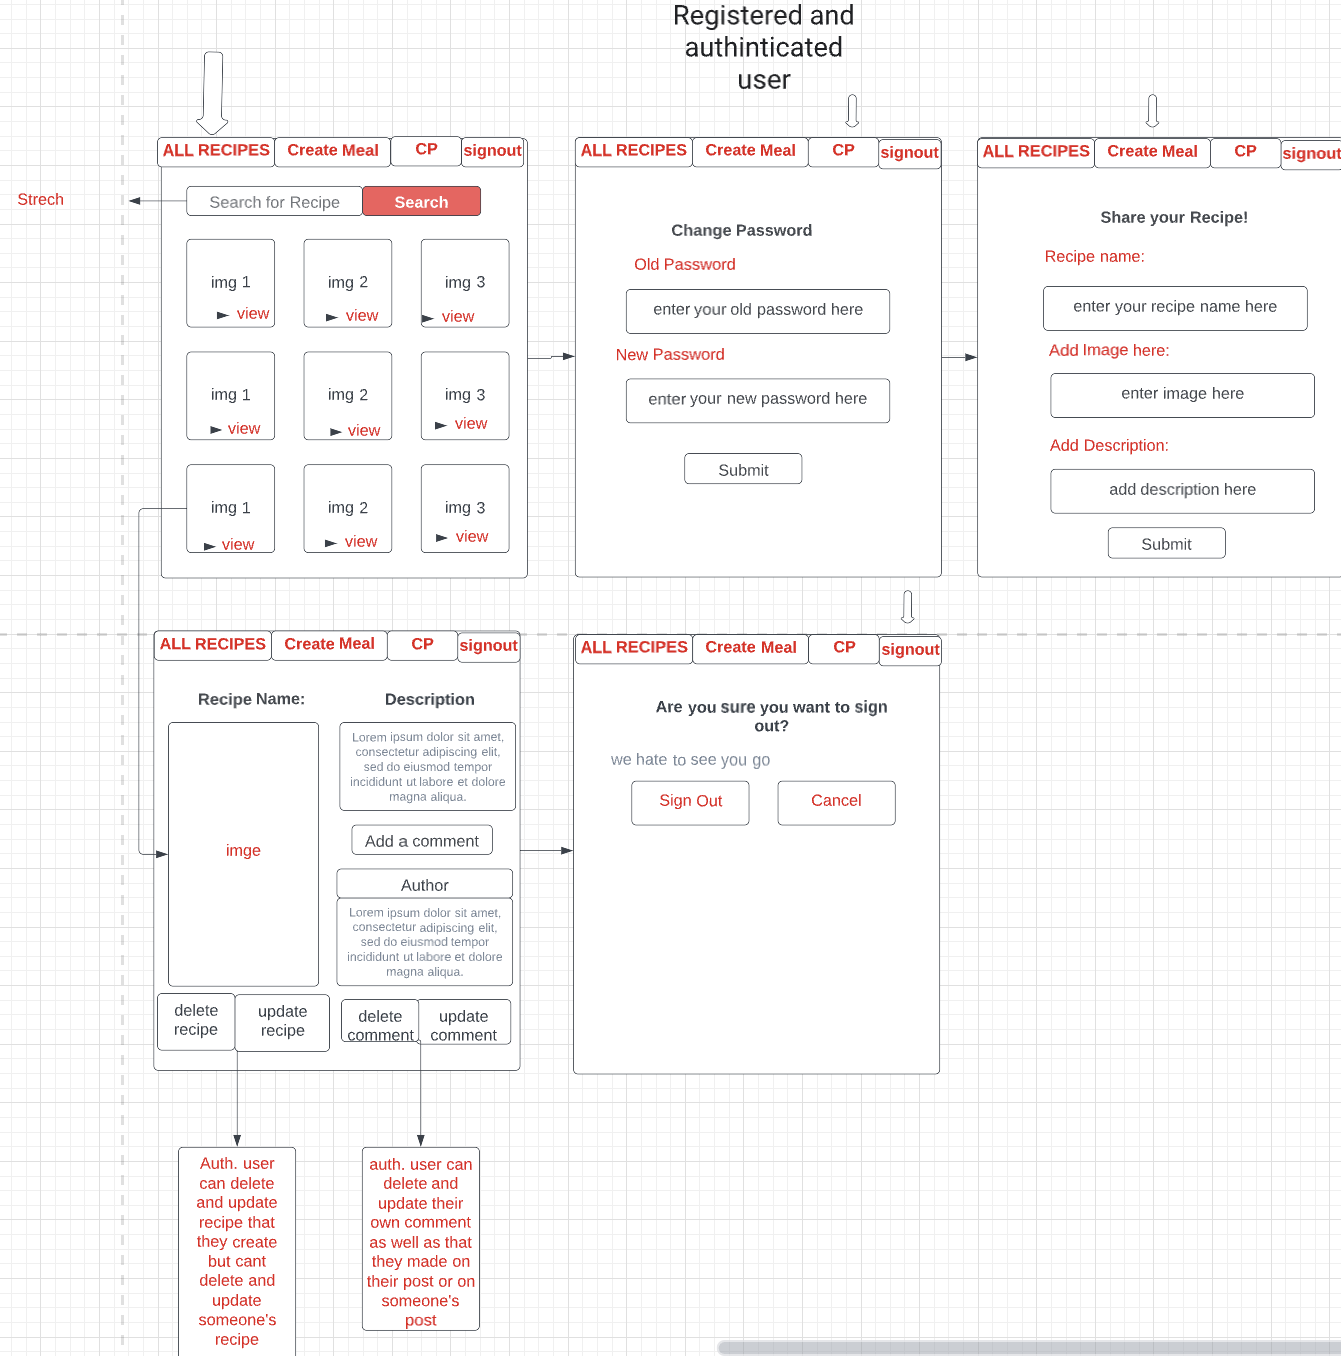 Registered and
authinticated
user
Strech
ALL RECIPES Create Meal CP signout
Search for Recipe Search
img 1 img 2 img 3
view view view
img 1 img 2 img 3
view view view
img 1 img 2 img 3
view view view
ALL RECIPES Create Meal CP signout
Change Password
Old Password
enter your old password here
New Password
enter your new password here
Submit
ALL RECIPES Create Meal CP signout
Share your Recipe!
Recipe name:
enter your recipe name here
Add Image here:
enter image here
Add Description:
add description here
Submit
ALL RECIPES Create Meal CP signout
Recipe Name:
imge
delete
recipe
update
recipe
Description
Lorem ipsum dolor sit amet,
consectetur adipiscing elit,
sed do eiusmod tempor
incididunt ut labore et dolore
magna aliqua.
Add a comment
Author
Lorem ipsum dolor sit amet,
consectetur adipiscing elit,
sed do eiusmod tempor
incididunt ut labore et dolore
magna aliqua.
delete
comment
update
comment
ALL RECIPES Create Meal CP signout
Are you sure you want to sign
out?
we hate to see you go
Sign Out Cancel
Auth. user
can delete
and update
recipe that
they create
but cant
delete and
update
someone's
recipe
auth. user can
delete and
update their
own comment
as well as that
they made on
their post or on
someone's
post